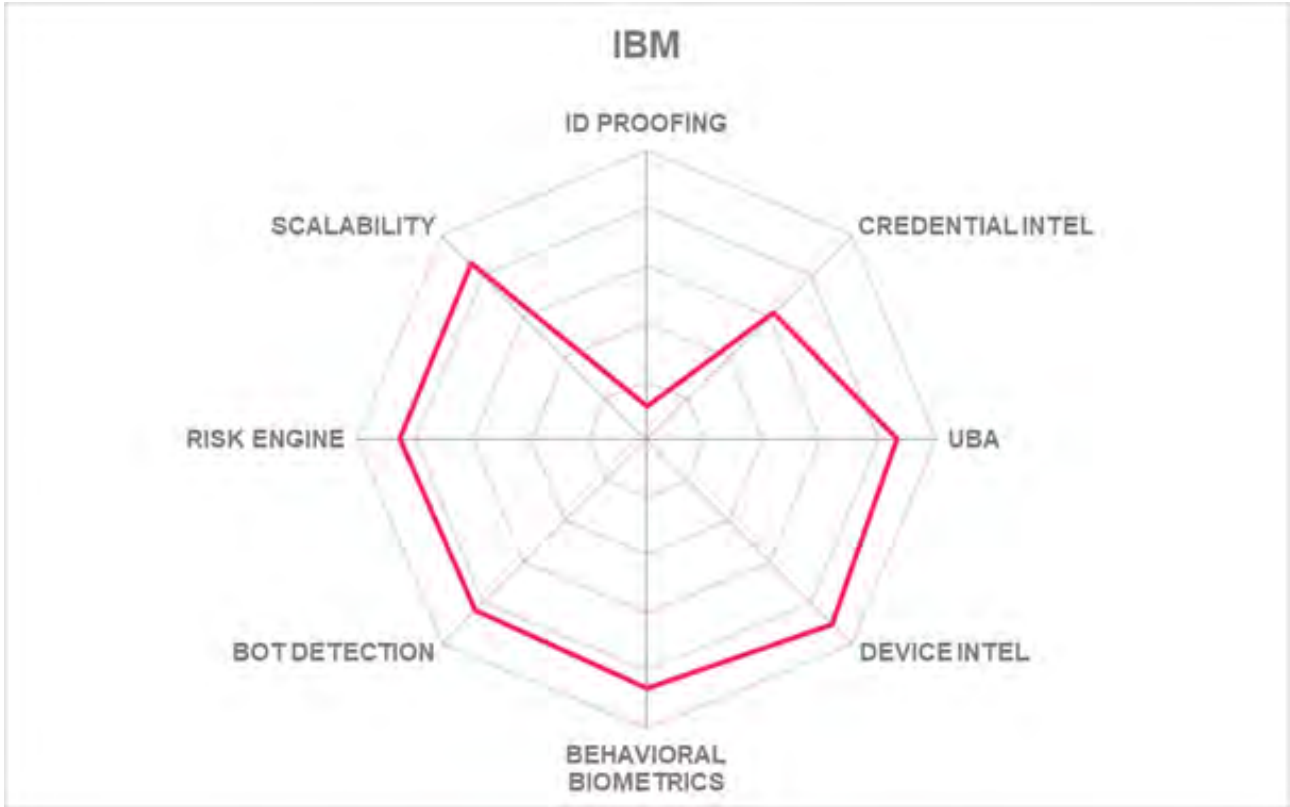 IBM
ID PROOFING
SCALABILITY
CREDENTIAL INTEL
RISK ENGINE
UBA
BOT DETECTION
DEVICE INTEL
BEHAVIORAL
BIOMETRICS